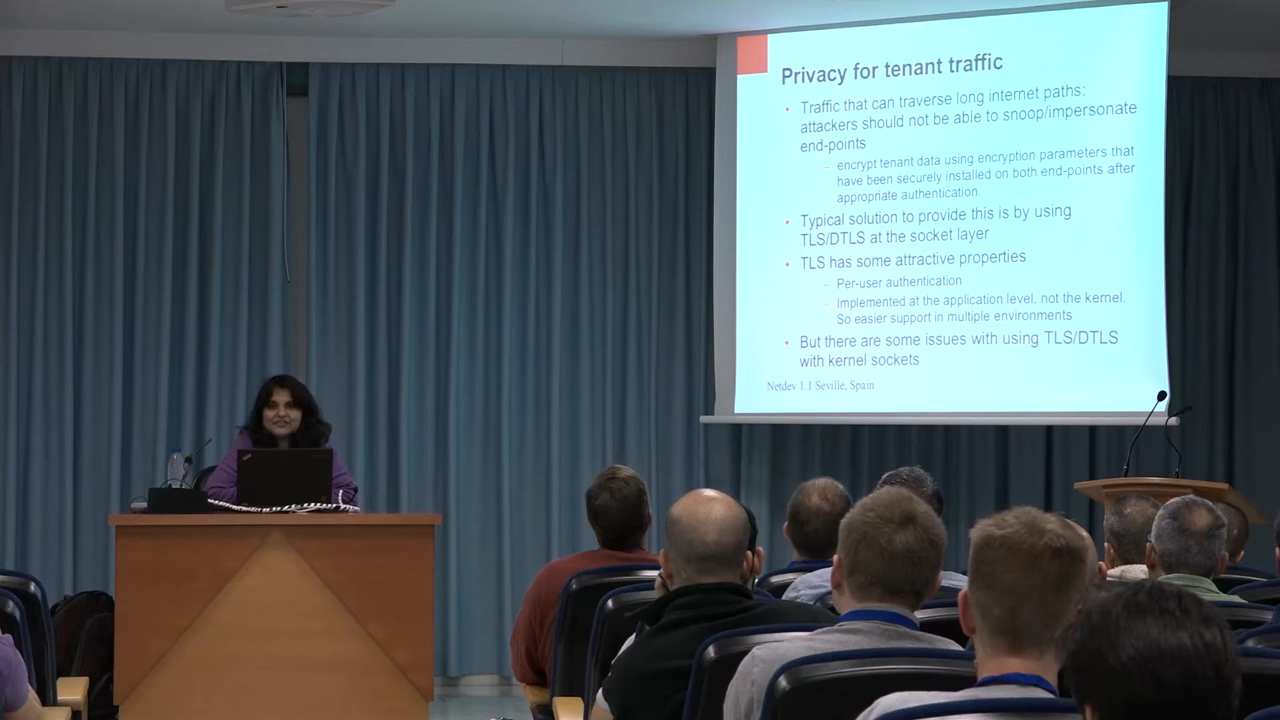 Privacy for tenant traffic
• Traffic that can traverse long internet paths:
attackers should not be able to snoop/impersonate
end-points
– encrypt tenant data using encryption parameters that
have been securely installed on both end-points after
appropriate authentication.
• Typical solution to provide this is by using
TLS/DTLS at the socket layer
• TLS has some attractive properties
– Per-user authentication
– Implemented at the application level, not the kernel.
So easier support in multiple environments
• But there are some issues with using TLS/DTLS
with kernel sockets
Netdev 1.1 Seville, Spain